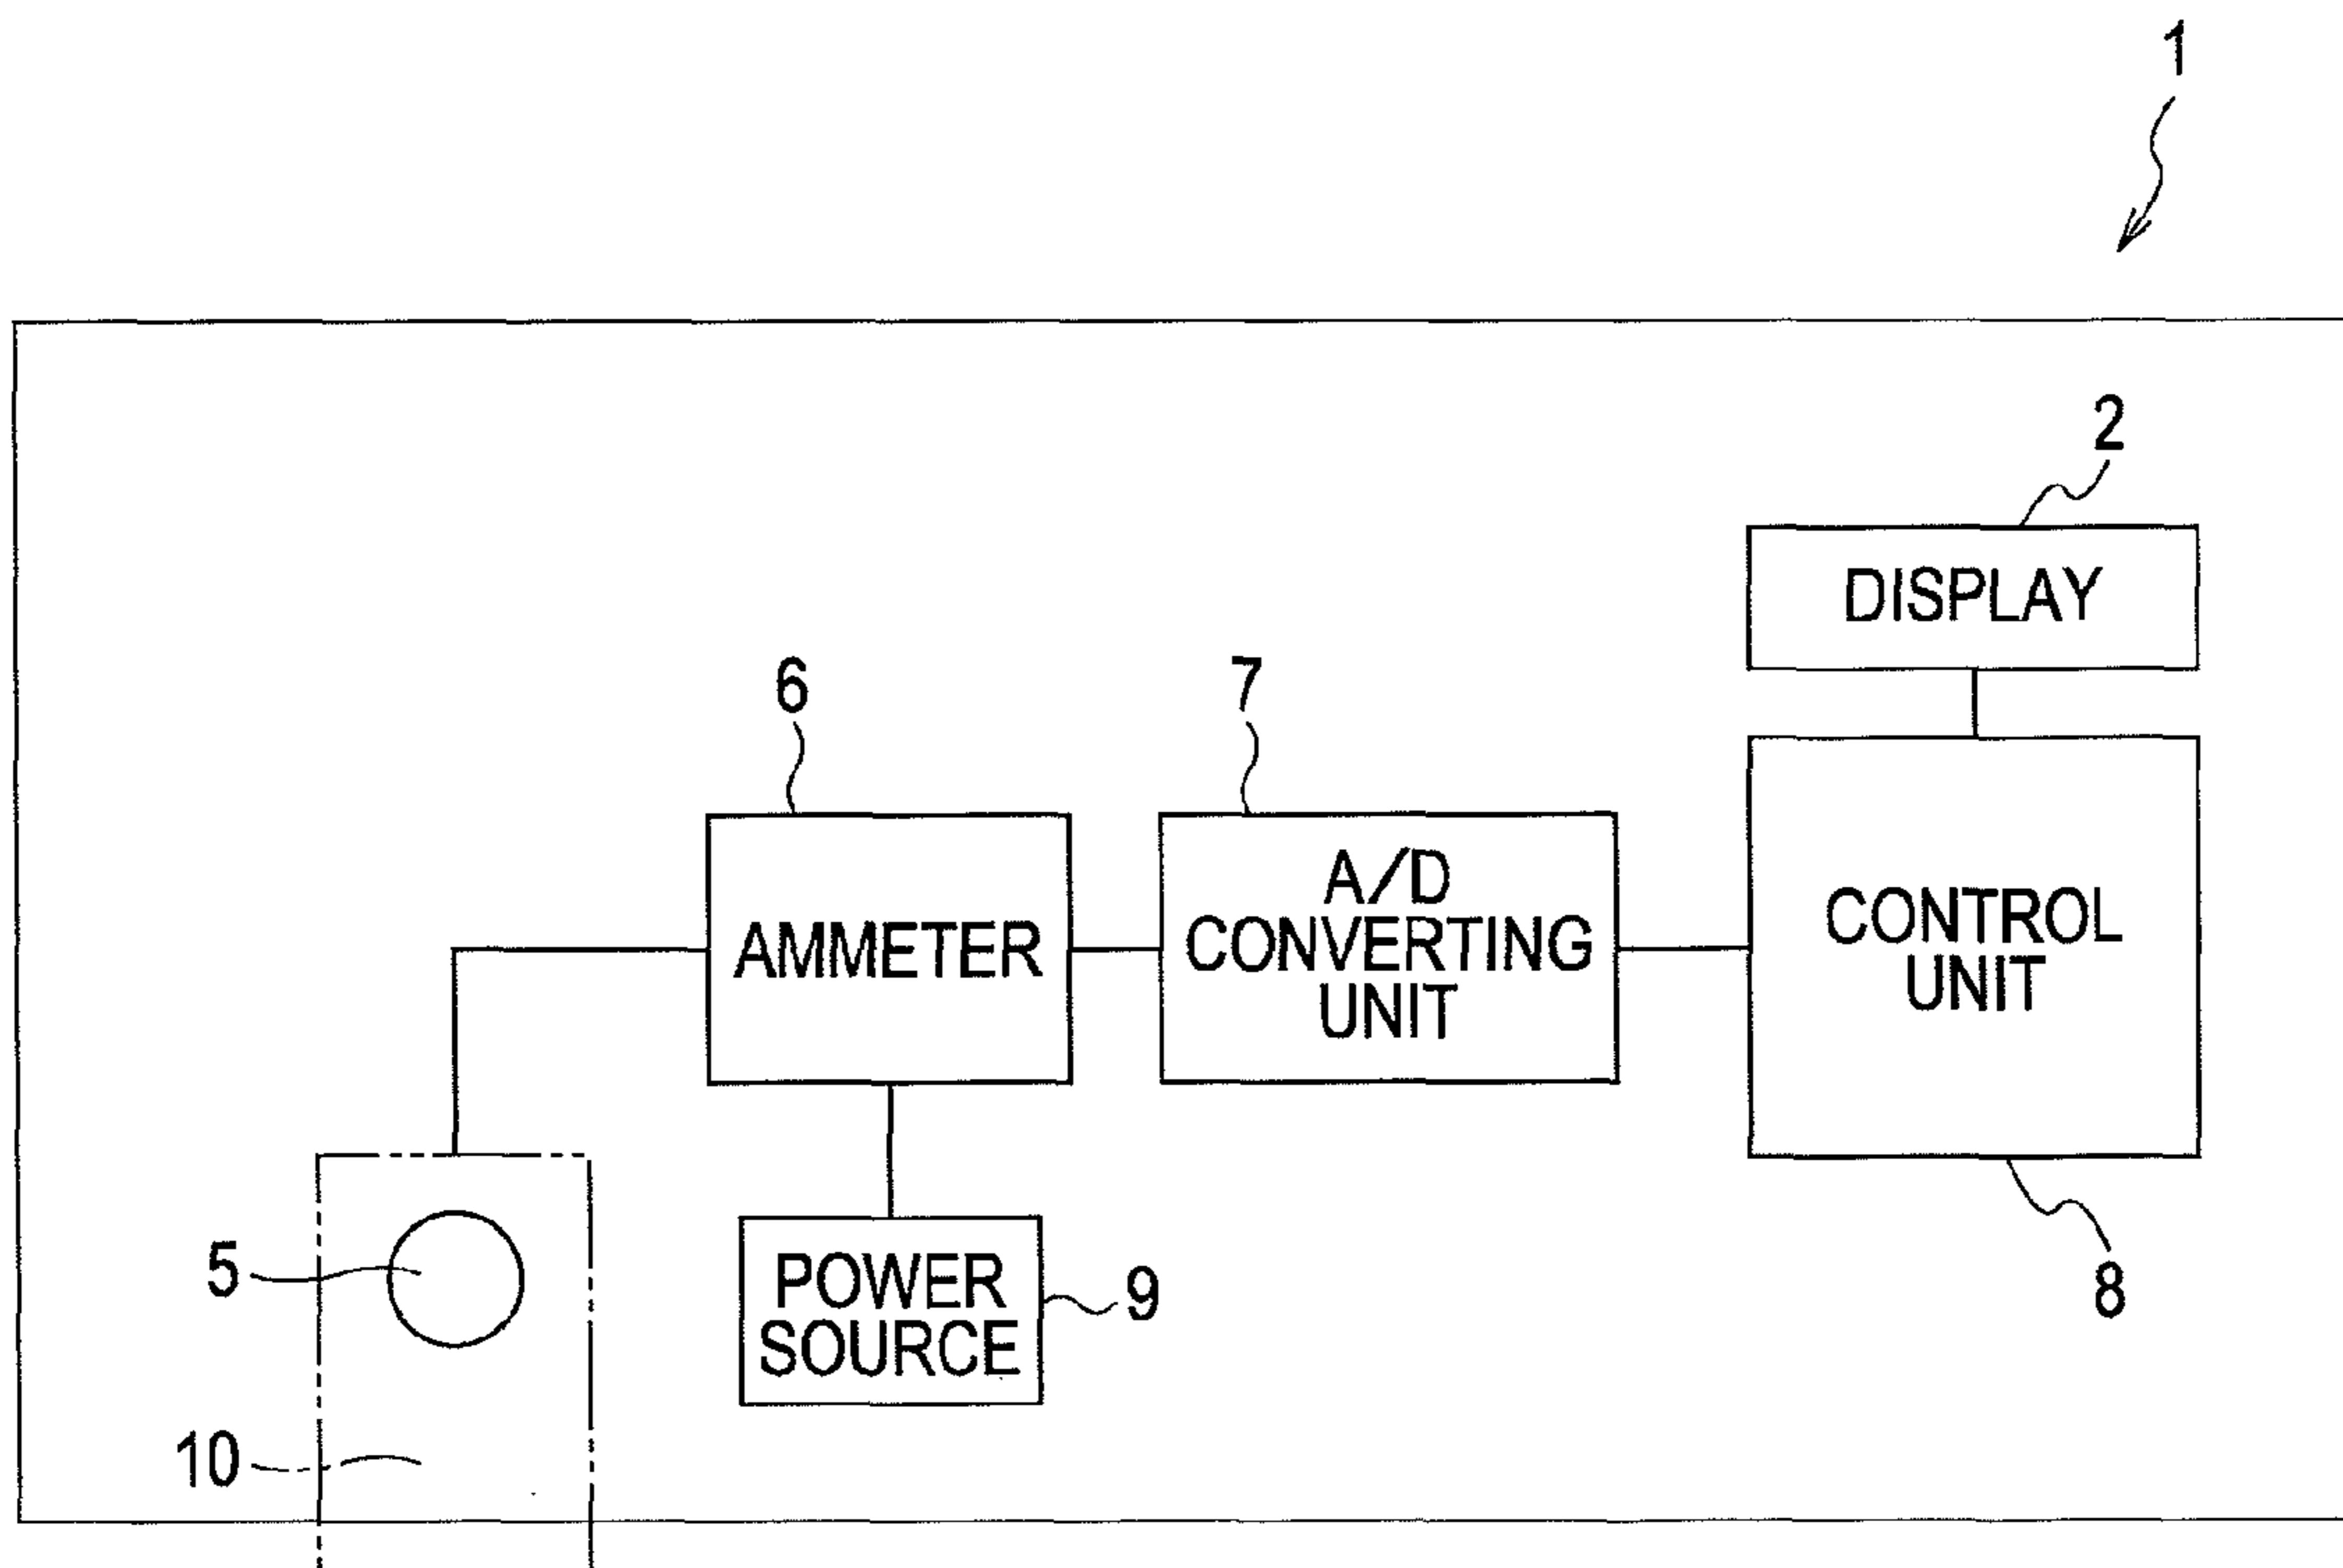 1
2
DISPLAY
6
7
AMMETER
A/D
CONVERTING
UNIT
CONTROL
UNIT
5
POWER
SOURCE
9
8
10